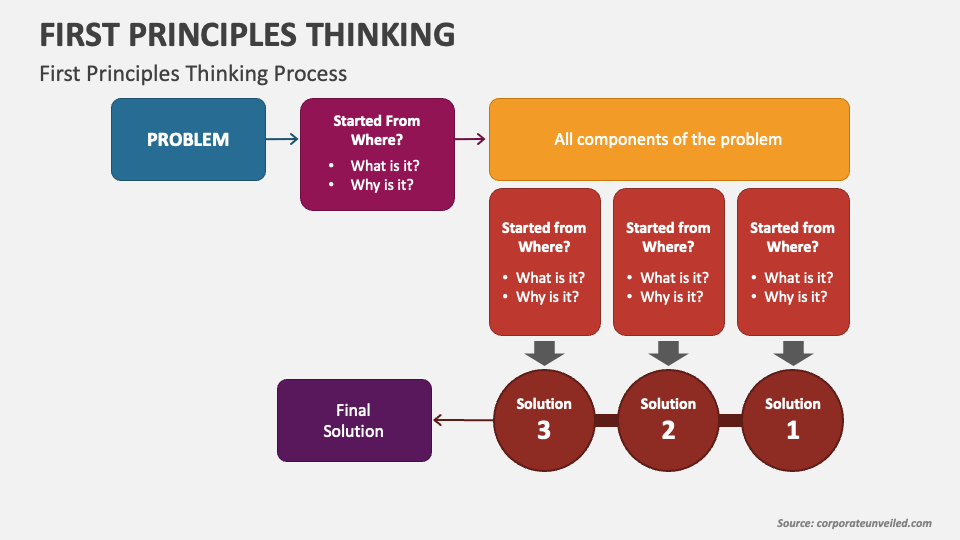 FIRST PRINCIPLES THINKING
First Principles Thinking Process
PROBLEM
Started From
Where?
• What is it?
• Why is it?
All components of the problem
Started from
Where?
• What is it?
• Why is it?
Started from
Where?
• What is it?
• Why is it?
Started from
Where?
• What is it?
• Why is it?
Solution
3
Solution
2
Solution
1
Final
Solution
Source: corporateunveiled.com